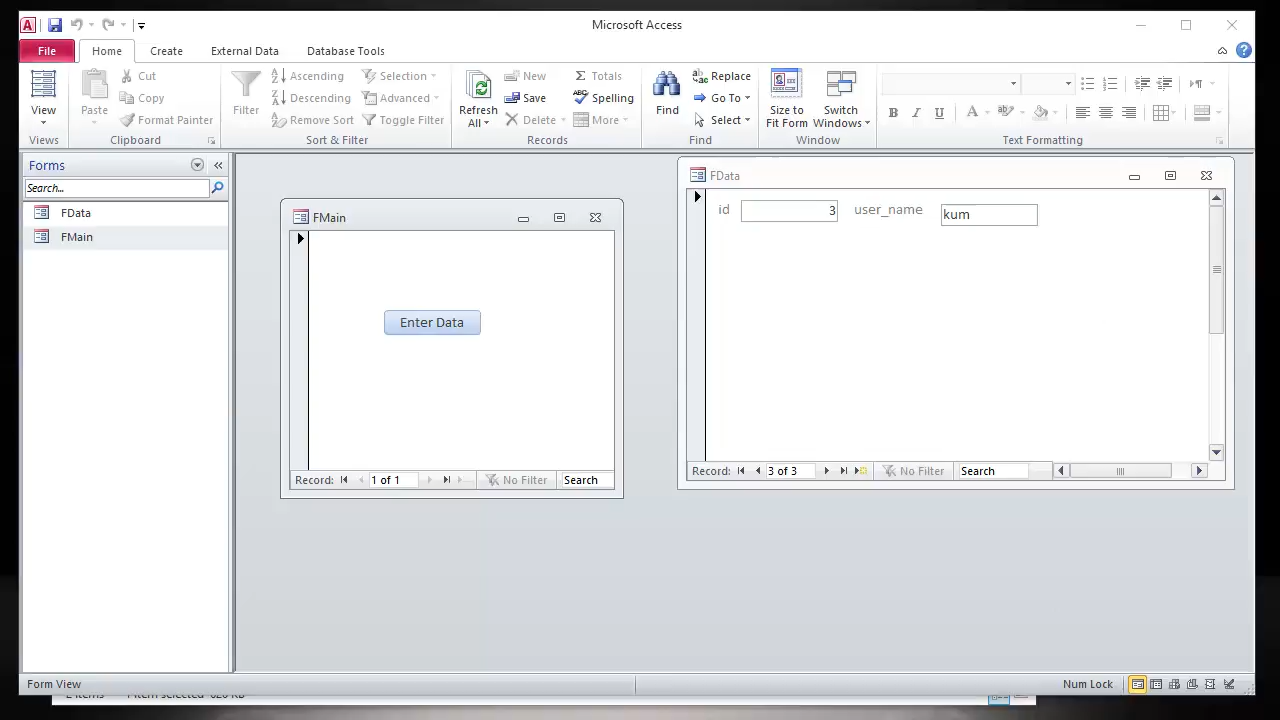 Microsoft Access
File Home Create External Data Database Tools
View
Views
Paste
Cut
Copy
Format Painter
Clipboard
Filter
Ascending
Descending
Remove Sort
Selection
Advanced
Toggle Filter
Sort & Filter
Refresh
All
New
Save
Delete
Totals
Spelling
More
Records
Find
Replace
Go To
Select
Find
Size to
Fit Form
Switch
Windows
Window
B I U
A
ab
Text Formatting
Forms
Search...
FData
FMain
FMain
Enter Data
Record: 1 of 1 No Filter Search
FData
id 3 user_name kum
Record: 3 of 3 No Filter Search
Form View
Num Lock